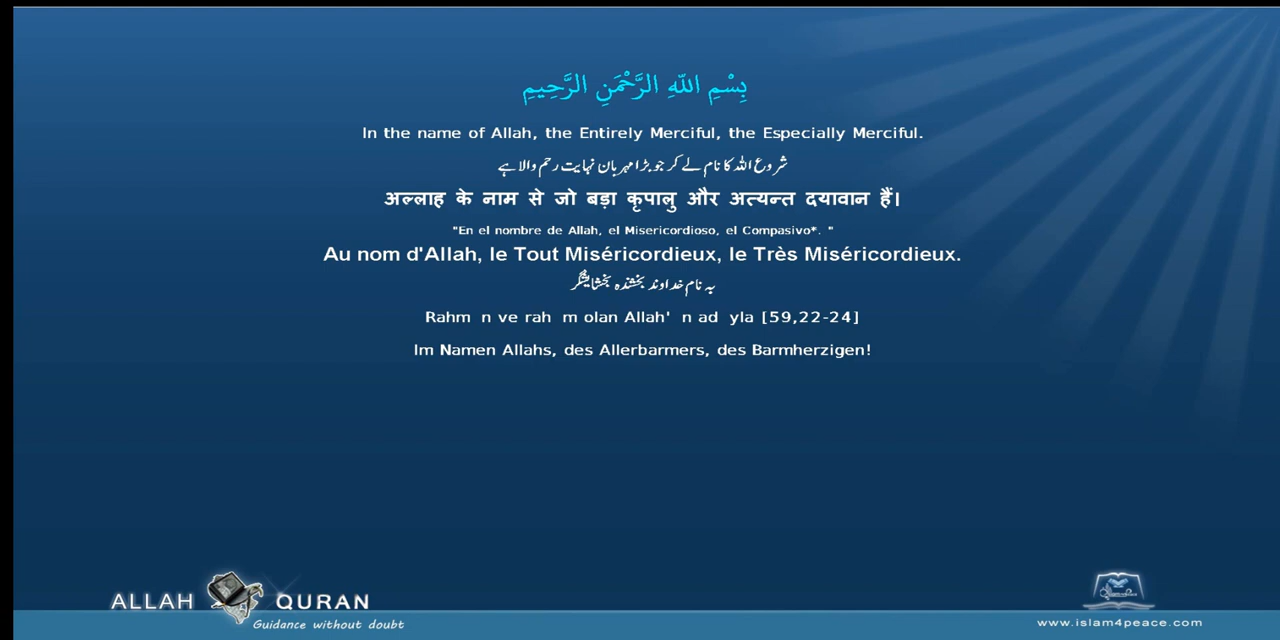 بِسْمِ اللّٰهِ الرَّحْمَنِ الرَّحِيمِ
In the name of Allah, the Entirely Merciful, the Especially Merciful.
شروع اللہ کا نام لے کر جو بڑا مہربان نہایت رحم والا ہے
अल्लाह के नाम से जो बड़ा कृपालु और अत्यन्त दयावान हैं।
"En el nombre de Allah, el Misericordioso, el Compasivo*. "
Au nom d'Allah, le Tout Miséricordieux, le Très Miséricordieux.
به نام خداوند بخشنده بخشایشگر
Rahm n ve rah m olan Allah' n ad yla [59,22-24]
Im Namen Allahs, des Allerbarmers, des Barmherzigen!
ALLAH QURAN
Guidance without doubt
www.islam4peace.com